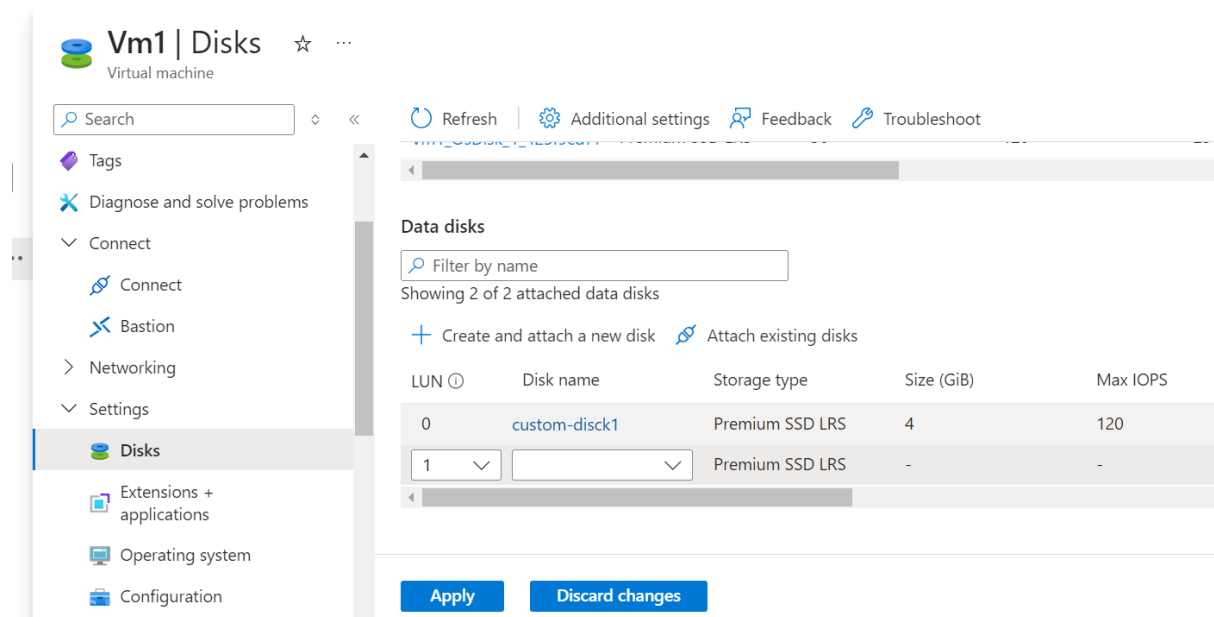 Vm1 | Disks
Virtual machine
Search
Refresh
Additional settings
Feedback
Troubleshoot
Tags
Diagnose and solve problems
Connect
Connect
Bastion
Networking
Settings
Disks
Extensions +
applications
Operating system
Configuration
Data disks
Filter by name
Showing 2 of 2 attached data disks
Create and attach a new disk
Attach existing disks
LUN Disk name Storage type Size (GiB) Max IOPS
0 custom-disck1 Premium SSD LRS 4 120
1 Premium SSD LRS - -
Apply
Discard changes